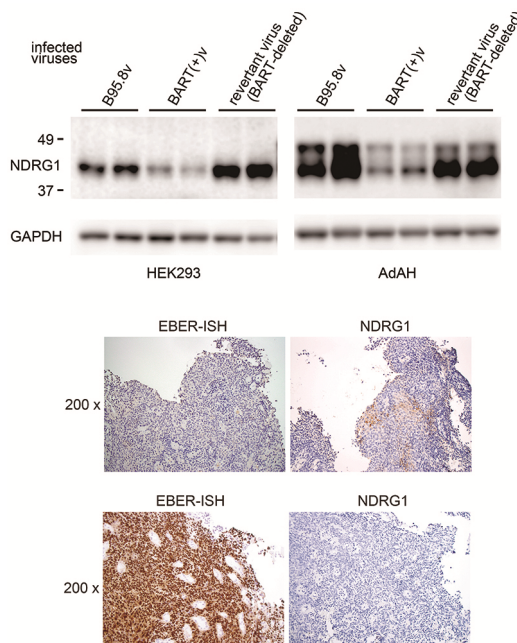 infected
viruses
B95.8v
BART(+)v
revertant virus
(BART-deleted)
B95.8v
BART(+)v
revertant virus
(BART-deleted)
49
NDRG1
37
GAPDH
HEK293
AdAH
EBER-ISH
NDRG1
200 x
EBER-ISH
NDRG1
200 x